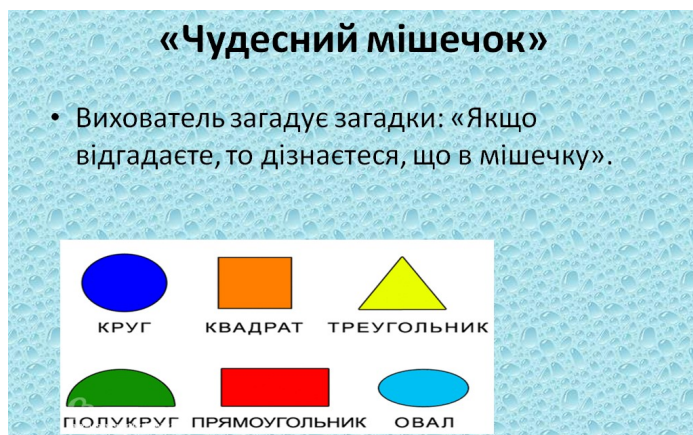 «Чудесний мішечок»
• Вихователь загадує загадки: «Якщо
відгадаєте, то дізнаєтеся, що в мішечку».
КРУГ КВАДРАТ ТРЕУГОЛЬНИК
ПОЛУКРУГ ПРЯМОУГОЛЬНИК ОВАЛ